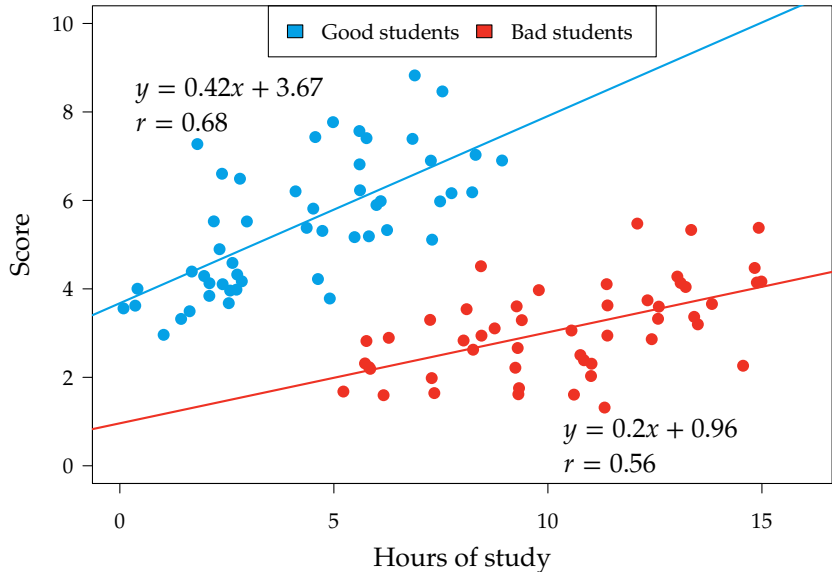 Good students Bad students
y = 0.42x + 3.67
r = 0.68
y = 0.2x + 0.96
r = 0.56
Score
10
8
6
4
2
0
0 5 10 15
Hours of study